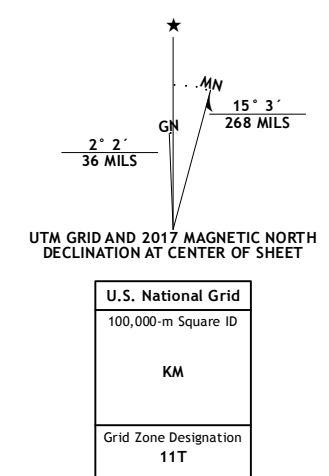 MN
GN
15° 3´
268 MILS
2° 2´
36 MILS
UTM GRID AND 2017 MAGNETIC NORTH
DECLINATION AT CENTER OF SHEET
U.S. National Grid
100,000-m Square ID
KM
Grid Zone Designation
11T